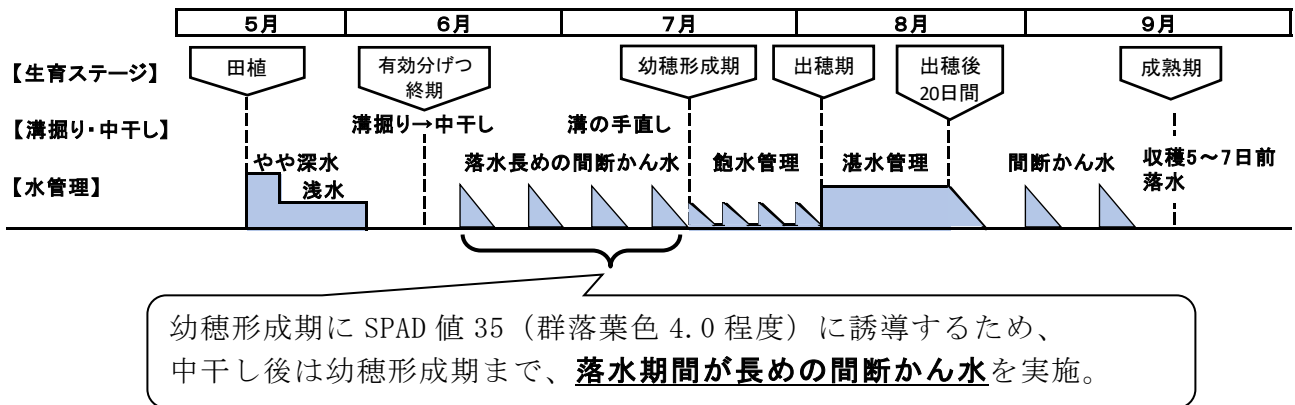 5月 6月 7月 8月 9月
【生育ステージ】
田植
有効分げつ
終期
幼穂形成期
出穂期
出穂後
20日間
成熟期
【溝掘り・中干し】
溝掘り→中干し
溝の手直し
【水管理】
やや深水
浅水
落水長めの間断かん水
飽水管理
湛水管理
間断かん水
収穫5～7日前
落水
幼穂形成期に SPAD 値 35（群落葉色 4.0 程度）に誘導するため、
中干し後は幼穂形成期まで、落水期間が長めの間断かん水を実施。